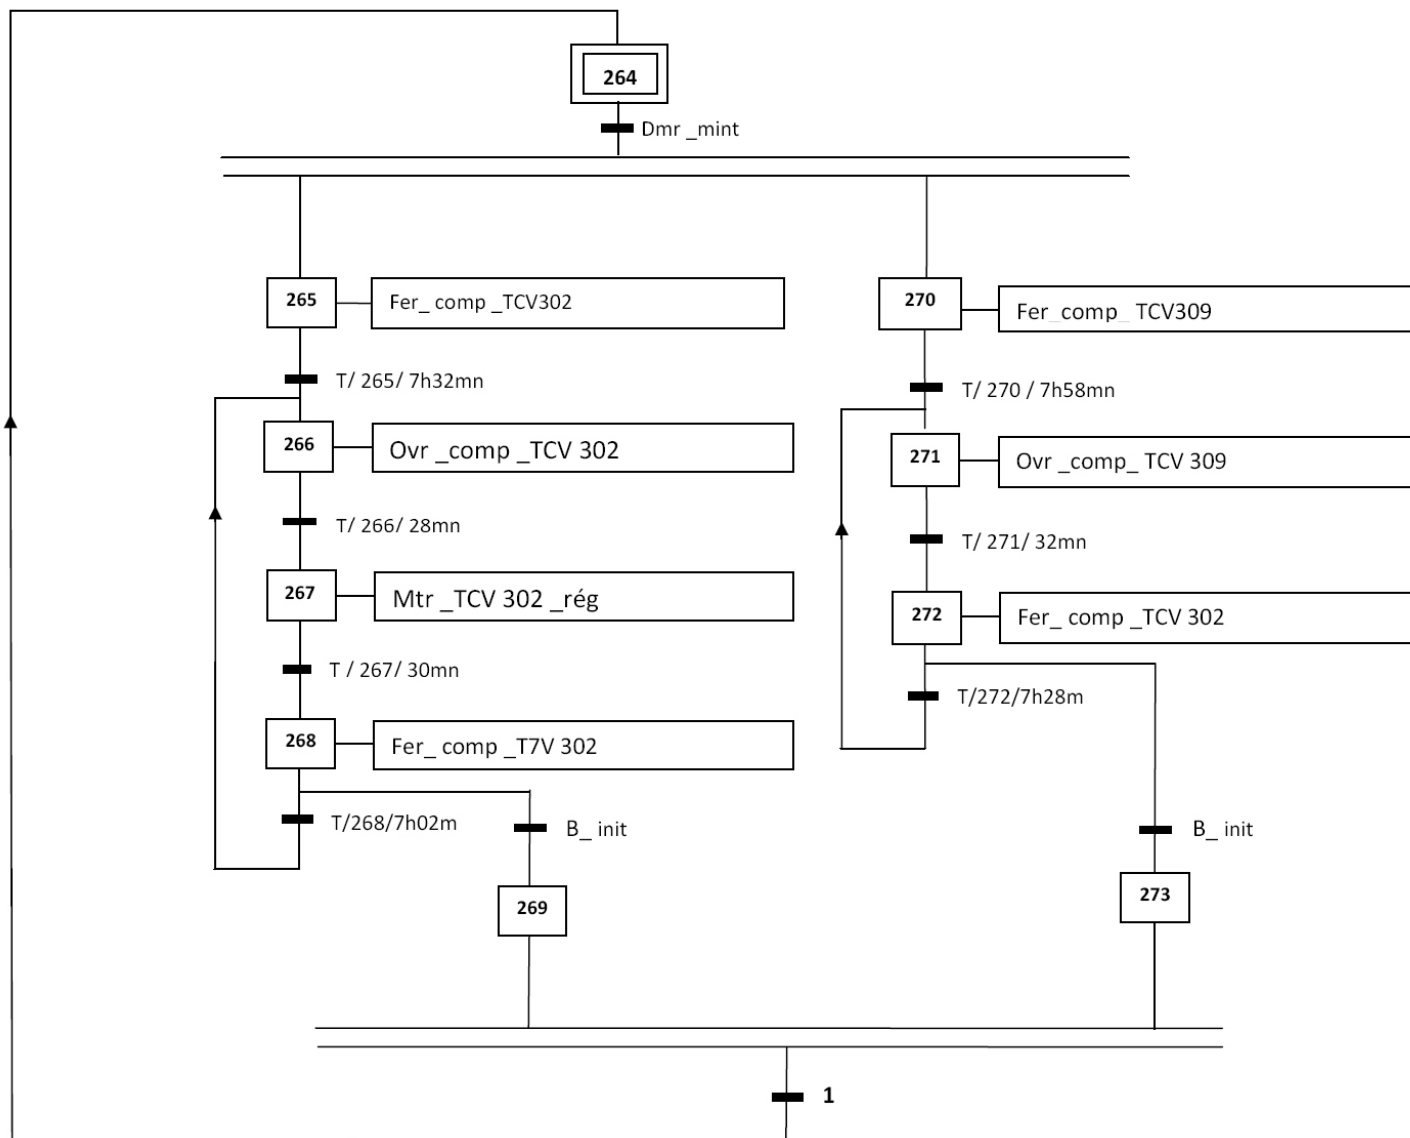 264
Dmr _mint
265
Fer_ comp _TCV302
270
Fer_comp_ TCV309
T/ 265/ 7h32mn
T/ 270 / 7h58mn
266
Ovr _comp _TCV 302
271
Ovr _comp_ TCV 309
T/ 266/ 28mn
T/ 271/ 32mn
267
Mtr _TCV 302 _rég
272
Fer_ comp _TCV 302
T / 267/ 30mn
T/272/7h28m
268
Fer_ comp _T7V 302
T/268/7h02m
B_ init
B_ init
269
273
1